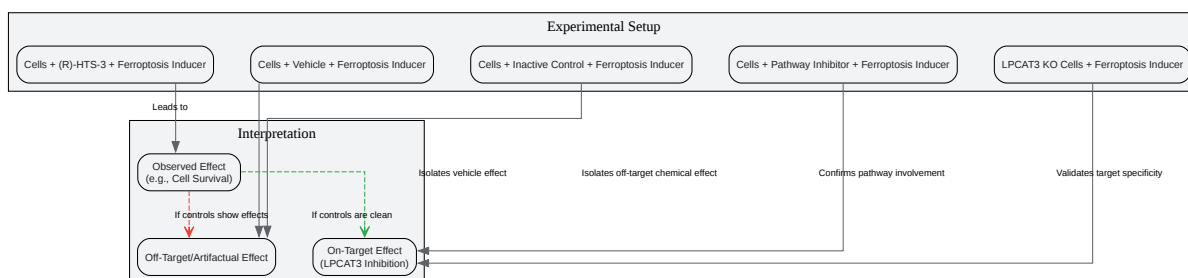 Experimental Setup
Cells + (R)-HTS-3 + Ferroptosis Inducer
Cells + Vehicle + Ferroptosis Inducer
Cells + Inactive Control + Ferroptosis Inducer
Cells + Pathway Inhibitor + Ferroptosis Inducer
LPCAT3 KO Cells + Ferroptosis Inducer
Leads to
Interpretation
Observed Effect
(e.g., Cell Survival)
Isolates vehicle effect
Isolates off-target chemical effect
Confirms pathway involvement
Validates target specificity
If controls show effects
If controls are clean
Off-Target/Artifactual Effect
On-Target Effect
(LPCAT3 Inhibition)